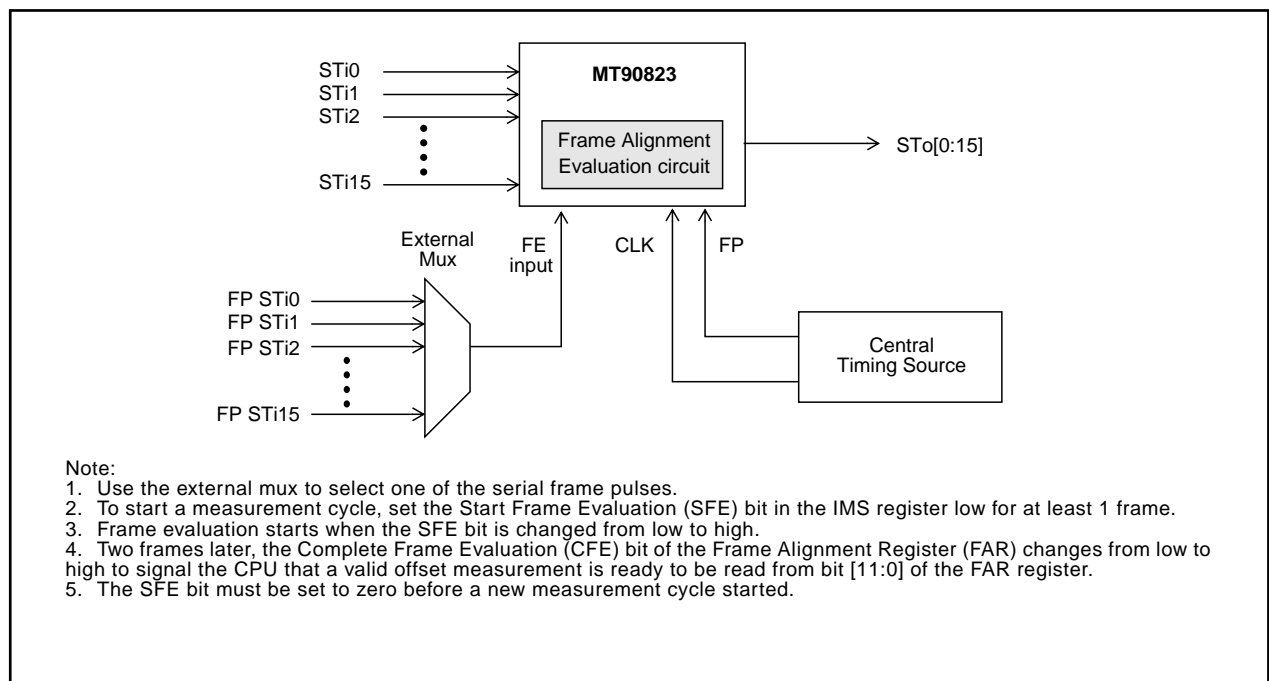 STi0
STi1
STi2
STi15
MT90823
Frame Alignment
Evaluation circuit
STo[0:15]
External
Mux
FE
input
CLK
FP
FP STi0
FP STi1
FP STi2
FP STi15
Central
Timing Source
Note:
1. Use the external mux to select one of the serial frame pulses.
2. To start a measurement cycle, set the Start Frame Evaluation (SFE) bit in the IMS register low for at least 1 frame.
3. Frame evaluation starts when the SFE bit is changed from low to high.
4. Two frames later, the Complete Frame Evaluation (CFE) bit of the Frame Alignment Register (FAR) changes from low to
high to signal the CPU that a valid offset measurement is ready to be read from bit [11:0] of the FAR register.
5. The SFE bit must be set to zero before a new measurement cycle started.